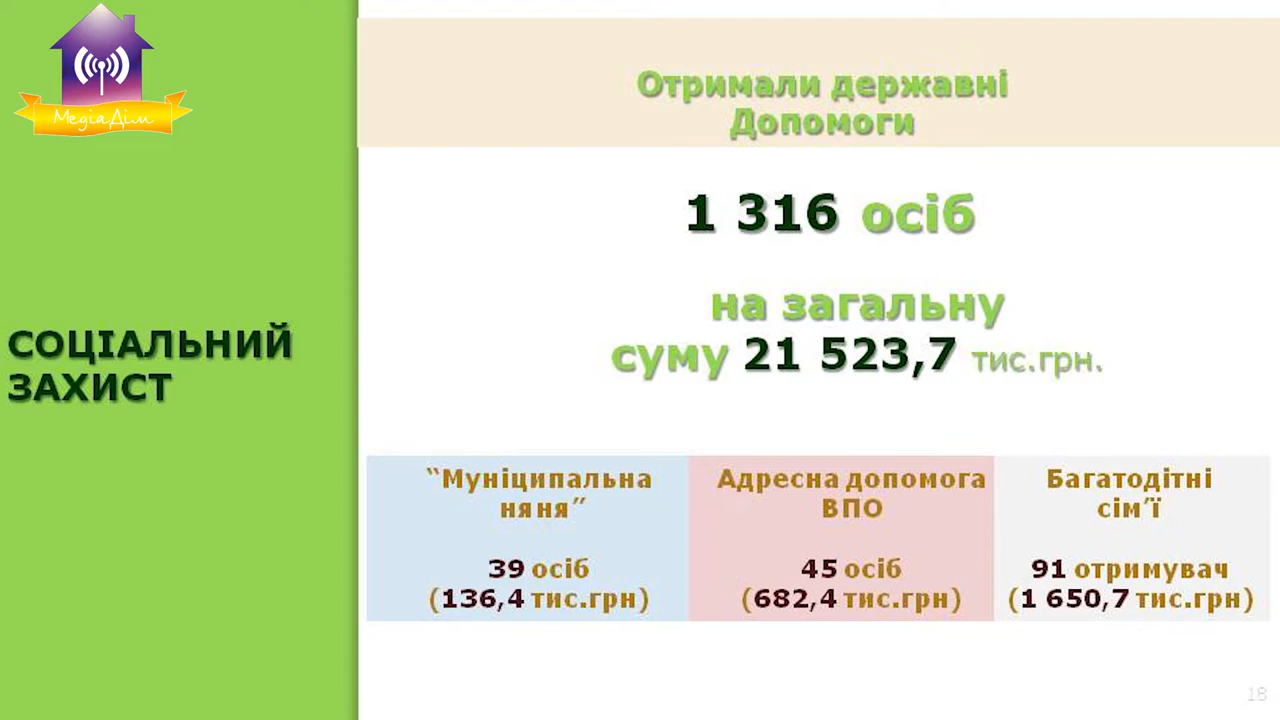 МедіаДім
СОЦІАЛЬНИЙ
ЗАХИСТ
Отримали державні
Допомоги
1 316 осіб
на загальну
суму 21 523,7 тис.грн.
“Муніципальна
няня”
39 осіб
(136,4 тис.грн)
Адресна допомога
ВПО
45 осіб
(682,4 тис.грн)
Багатодітні
сім’ї
91 отримувач
(1 650,7 тис.грн)
18